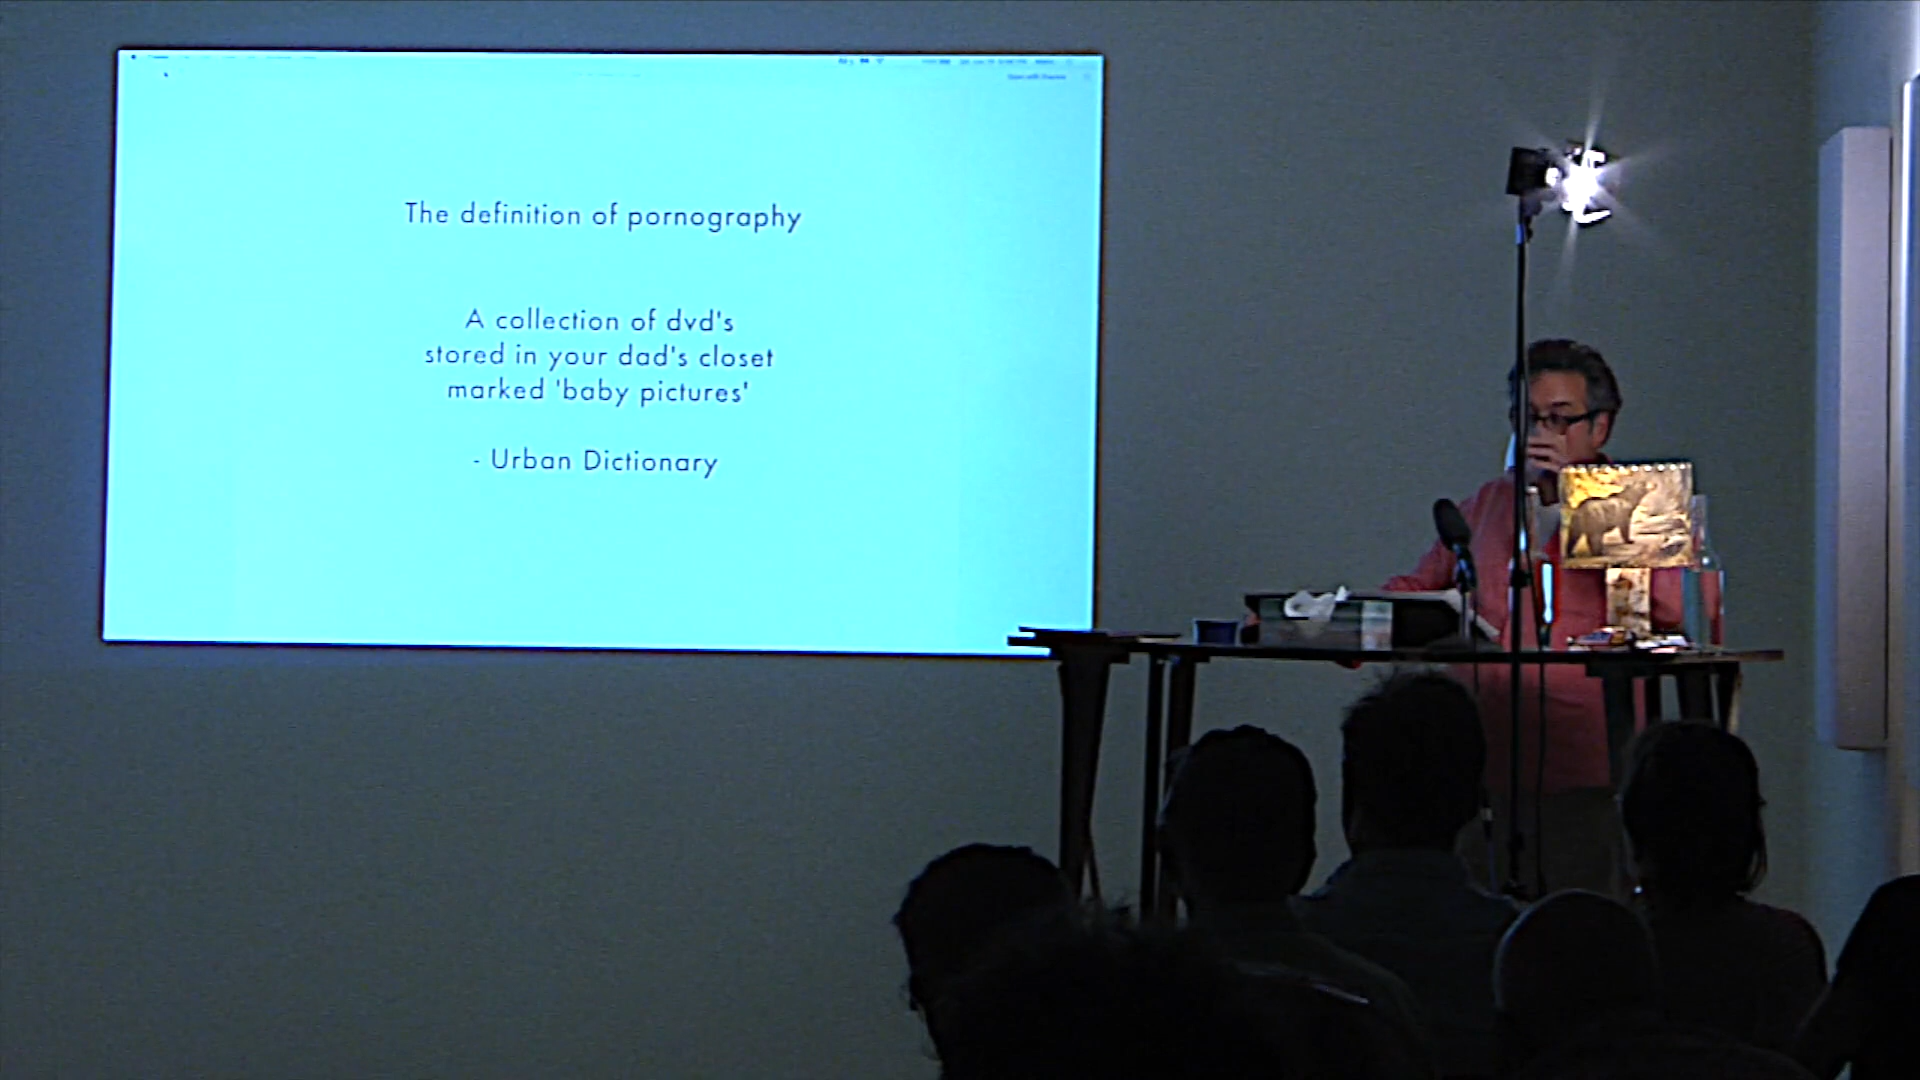 The definition of pornography
A collection of dvd's
stored in your dad's closet
marked 'baby pictures'
- Urban Dictionary